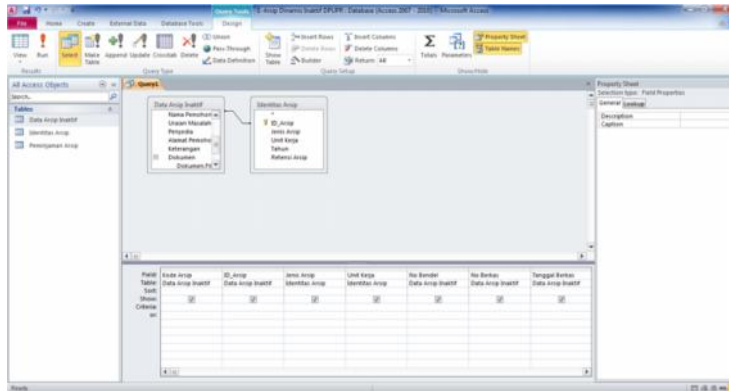 Query Tools
E-Arsip Dinamis Inaktif DPUPR : Database (Access 2007 - 2010) - Microsoft Access
File Home Create External Data Database Tools Design
View Run Select Make Table Append Update Crosstab Delete
Union
Pass-Through
Data Definition
Show Table
Insert Rows
Delete Rows
Builder
Insert Columns
Delete Columns
Return: All
Totals Parameters
Property Sheet
Table Names
Results Query Type Query Setup Show/Hide
All Access Objects
Search...
Tables
Data Arsip Inaktif
Identitas Arsip
Peminjaman Arsip
Query1
Data Arsip Inaktif
Nama Pemohon
Uraian Masalah
Penyedia
Alamat Pemoho
Keterangan
Dokumen
Dokumen.Fil
Identitas Arsip
*
ID_Arsip
Jenis Arsip
Unit Kerja
Tahun
Retensi Arsip
Property Sheet
Selection type: Field Properties
General Lookup
Description
Caption
Field: Kode Arsip ID_Arsip Jenis Arsip Unit Kerja No Bendel No Berkas Tanggal Berkas
Table: Data Arsip Inaktif Data Arsip Inaktif Identitas Arsip Identitas Arsip Data Arsip Inaktif Data Arsip Inaktif Data Arsip Inaktif
Sort:
Show:
Criteria:
or:
Ready